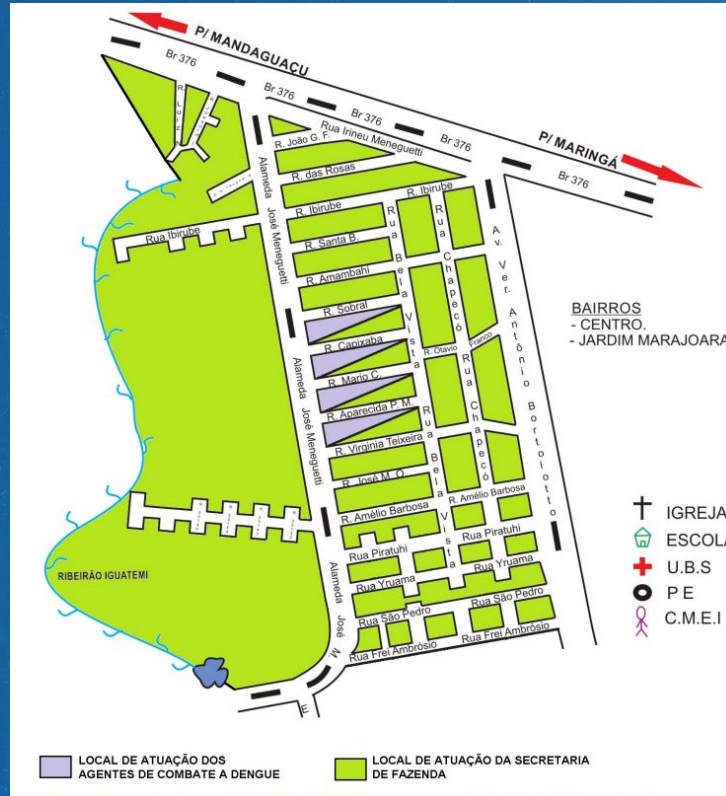 P/ MANDAGUAÇU
Br 376
Br 376
Br 376
Br 376
Br 376
P/ MARINGÁ
R. Luiz
Rua Irineu Meneguetti
R. João G. F.
R. das Rosas
R. Ibirube
R. Ibirube
Rua Ibirube
R. Santa B.
R. Amambahi
R. Sobral
R. Capixaba
R. Mario C.
R. Aparecida P. M.
R. Virgínia Teixeira
R. José M. O.
R. Amélio Barbosa
R. Amélio Barbosa
R. Otavio Franco
Alameda José Meneguetti
Alameda José Meneguetti
Alameda José M.
Rua Bela Vista
Rua Bela Vista
Rua Chapecó
Rua Chapecó
Av. Ver. Antônio Bortolotto
Rua Piratuhi
Rua Piratuhi
Rua Yruama
Rua Yruama
Rua São Pedro
Rua São Pedro
Rua Frei Ambrósio
Rua Frei Ambrósio
E
RIBEIRÃO IGUATEMI
BAIRROS
- CENTRO.
- JARDIM MARAJOARA
IGREJA
ESCOLA
U.B.S
P E
C.M.E.I
LOCAL DE ATUAÇÃO DOS
AGENTES DE COMBATE A DENGUE
LOCAL DE ATUAÇÃO DA SECRETARIA
DE FAZENDA